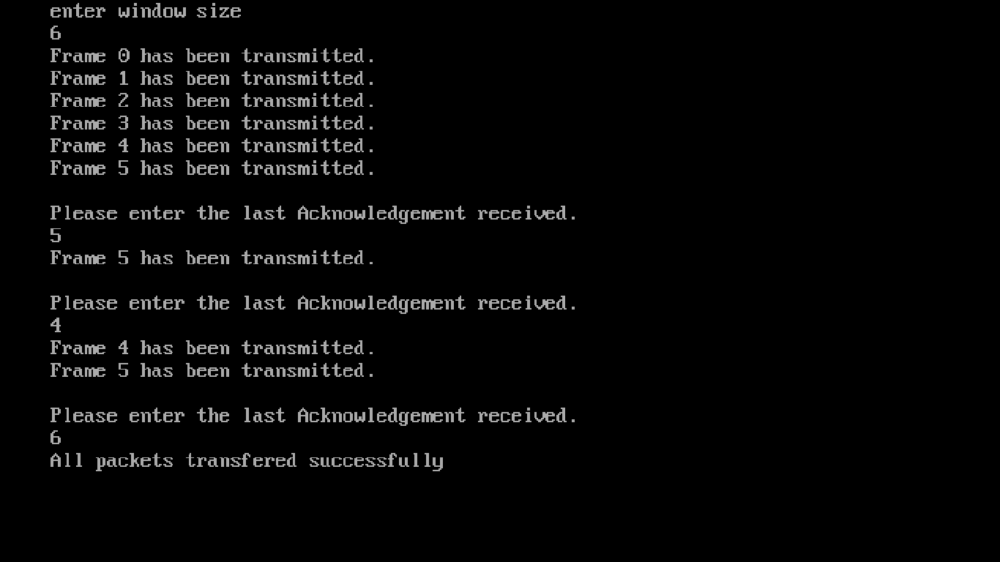 enter window size
6
Frame 0 has been transmitted.
Frame 1 has been transmitted.
Frame 2 has been transmitted.
Frame 3 has been transmitted.
Frame 4 has been transmitted.
Frame 5 has been transmitted.
Please enter the last Acknowledgement received.
5
Frame 5 has been transmitted.
Please enter the last Acknowledgement received.
4
Frame 4 has been transmitted.
Frame 5 has been transmitted.
Please enter the last Acknowledgement received.
6
All packets transfered successfully